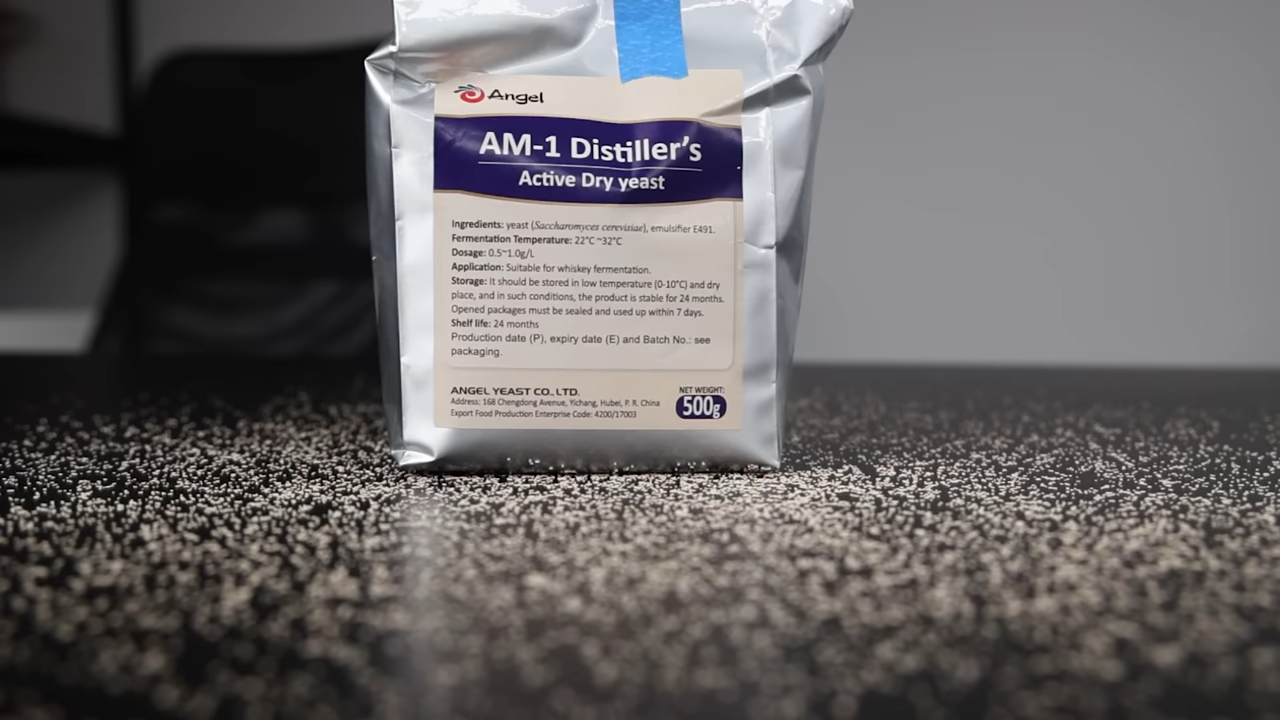 Angel
AM-1 Distiller's
Active Dry yeast
Ingredients: yeast (Saccharomyces cerevisiae), emulsifier E491.
Fermentation Temperature: 22°C ~32°C
Dosage: 0.5~1.0g/L
Application: Suitable for whiskey fermentation.
Storage: It should be stored in low temperature (0-10°C) and dry
place, and in such conditions, the product is stable for 24 months.
Opened packages must be sealed and used up within 7 days.
Shelf life: 24 months
Production date (P), expiry date (E) and Batch No.: see
packaging.
ANGEL YEAST CO., LTD.
Address: 168 Chengdong Avenue, Yichang, Hubei, P. R. China
Export Food Production Enterprise Code: 4200/17003
NET WEIGHT:
500g